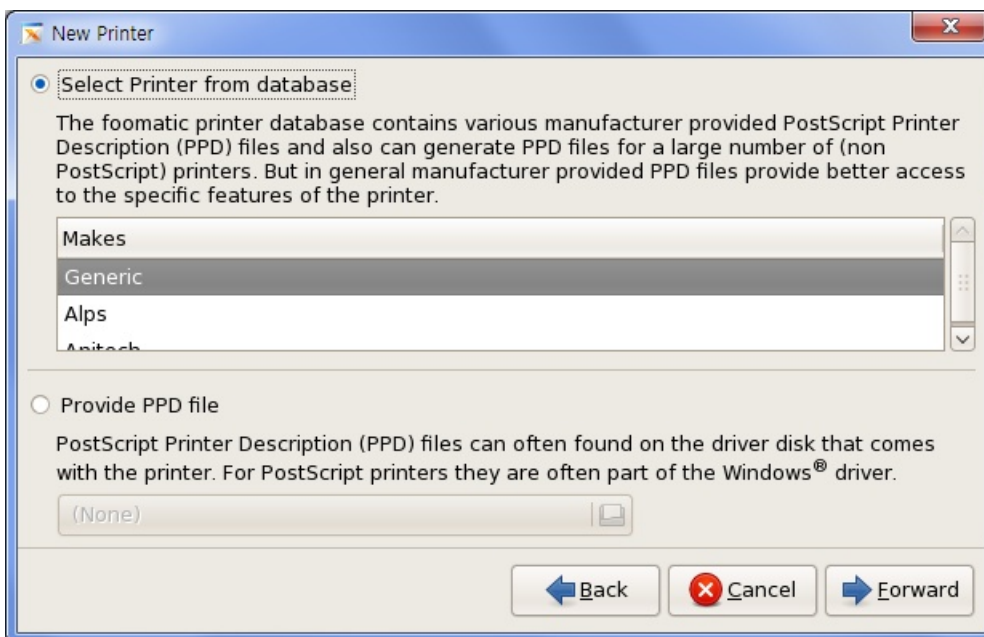 New Printer
Select Printer from database
The foomatic printer database contains various manufacturer provided PostScript Printer
Description (PPD) files and also can generate PPD files for a large number of (non
PostScript) printers. But in general manufacturer provided PPD files provide better access
to the specific features of the printer.
Makes
Generic
Alps
Provide PPD file
PostScript Printer Description (PPD) files can often found on the driver disk that comes
with the printer. For PostScript printers they are often part of the Windows® driver.
(None)
Back
Cancel
Forward